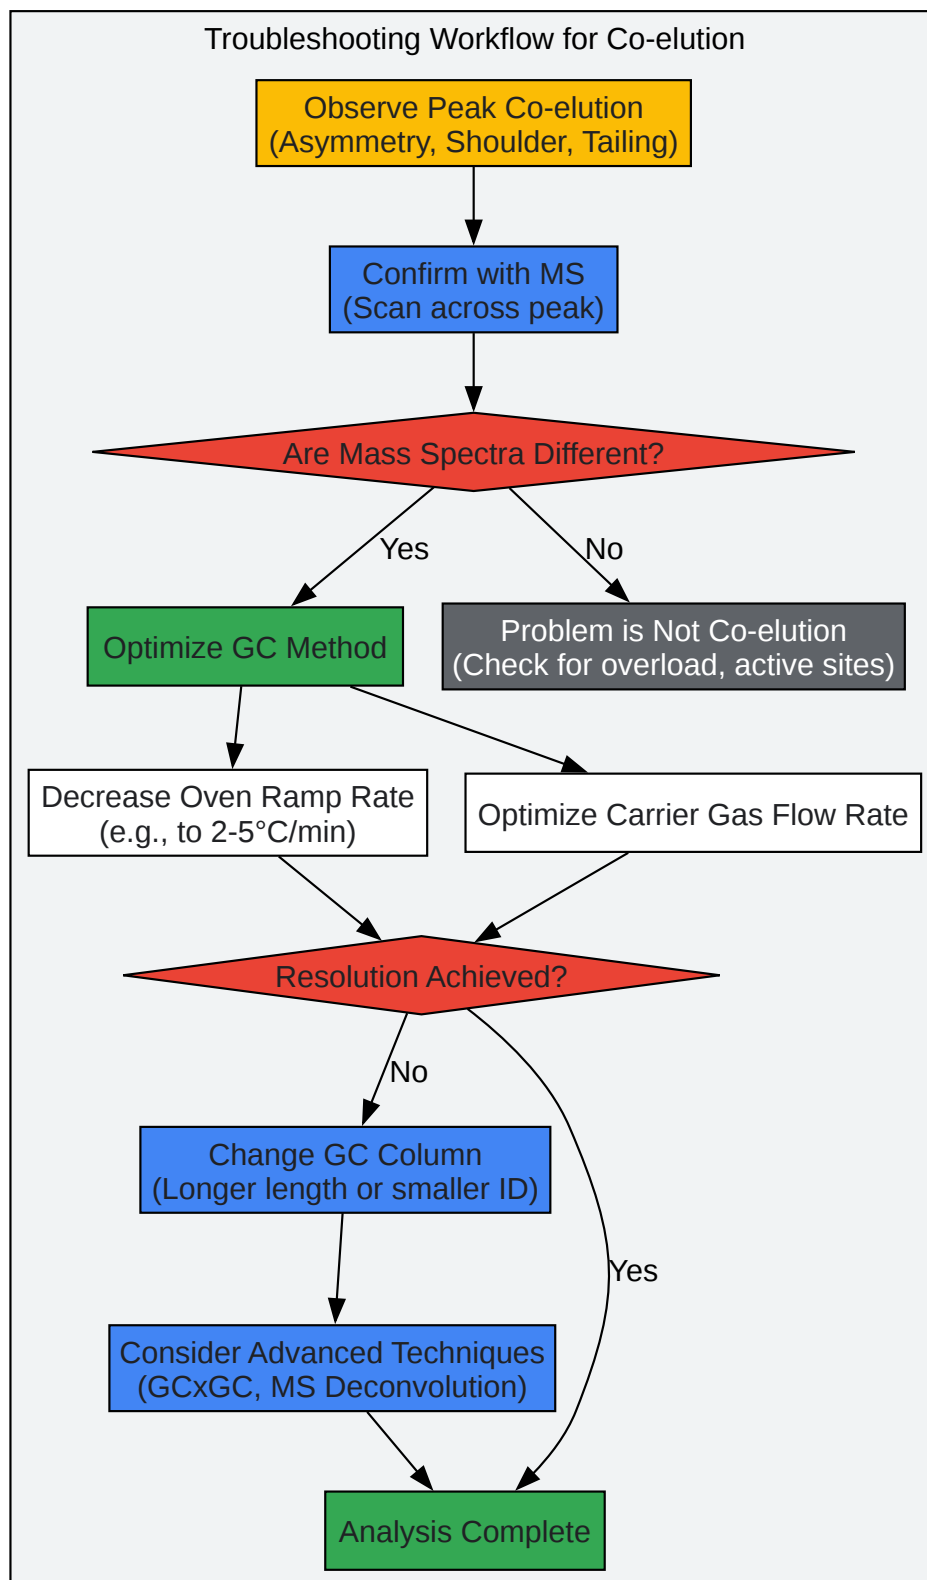 Troubleshooting Workflow for Co-elution
Observe Peak Co-elution
(Asymmetry, Shoulder, Tailing)
Confirm with MS
(Scan across peak)
Are Mass Spectra Different?
Yes
No
Optimize GC Method
Problem is Not Co-elution
(Check for overload, active sites)
Decrease Oven Ramp Rate
(e.g., to 2-5°C/min)
Optimize Carrier Gas Flow Rate
Resolution Achieved?
No
Change GC Column
(Longer length or smaller ID)
Yes
Consider Advanced Techniques
(GCxGC, MS Deconvolution)
Analysis Complete